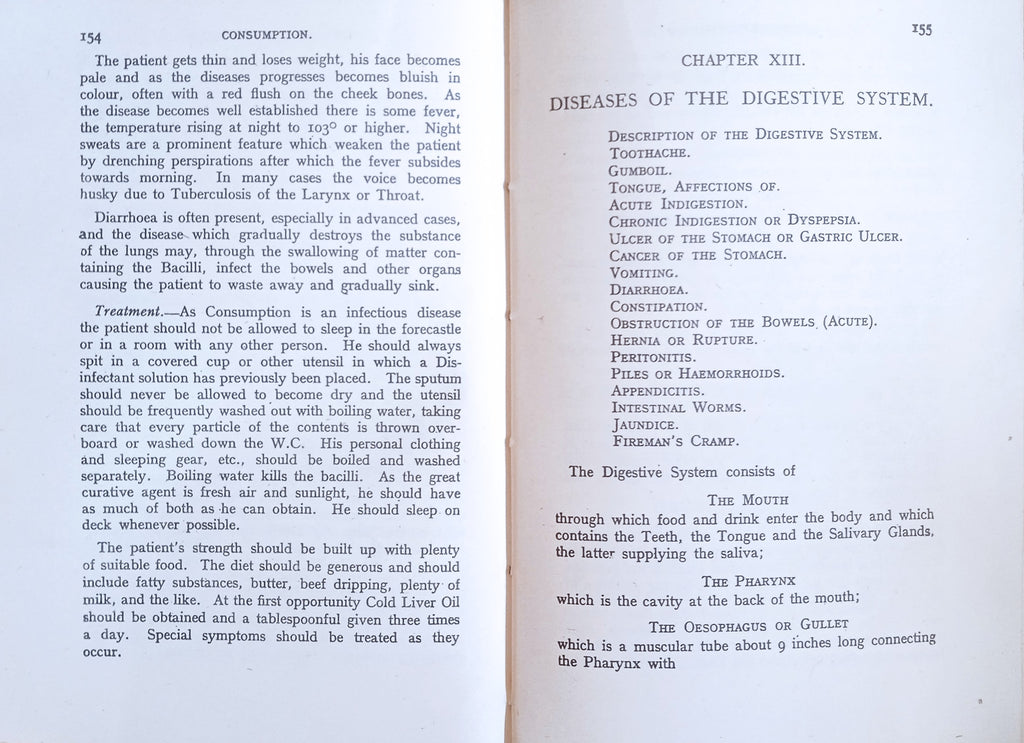 154 CONSUMPTION.
The patient gets thin and loses weight, his face becomes
pale and as the diseases progresses becomes bluish in
colour, often with a red flush on the cheek bones. As
the disease becomes well established there is some fever,
the temperature rising at night to 103° or higher. Night
sweats are a prominent feature which weaken the patient
by drenching perspirations after which the fever subsides
towards morning. In many cases the voice becomes
husky due to Tuberculosis of the Larynx or Throat.
Diarrhoea is often present, especially in advanced cases,
and the disease which gradually destroys the substance
of the lungs may, through the swallowing of matter con-
taining the Bacilli, infect the bowels and other organs
causing the patient to waste away and gradually sink.
Treatment.—As Consumption is an infectious disease
the patient should not be allowed to sleep in the forecastle
or in a room with any other person. He should always
spit in a covered cup or other utensil in which a Dis-
infectant solution has previously been placed. The sputum
should never be allowed to become dry and the utensil
should be frequently washed out with boiling water, taking
care that every particle of the contents is thrown over-
board or washed down the W.C. His personal clothing
and sleeping gear, etc., should be boiled and washed
separately. Boiling water kills the bacilli. As the great
curative agent is fresh air and sunlight, he should have
as much of both as he can obtain. He should sleep on
deck whenever possible.
The patient's strength should be built up with plenty
of suitable food. The diet should be generous and should
include fatty substances, butter, beef dripping, plenty of
milk, and the like. At the first opportunity Cold Liver Oil
should be obtained and a tablespoonful given three times
a day. Special symptoms should be treated as they
occur.
155
CHAPTER XIII.
DISEASES OF THE DIGESTIVE SYSTEM.
DESCRIPTION OF THE DIGESTIVE SYSTEM.
TOOTHACHE.
GUMBOIL.
TONGUE, AFFECTIONS OF.
ACUTE INDIGESTION.
CHRONIC INDIGESTION OR DYSPEPSIA.
ULCER OF THE STOMACH OR GASTRIC ULCER.
CANCER OF THE STOMACH.
VOMITING.
DIARRHOEA.
CONSTIPATION.
OBSTRUCTION OF THE BOWELS (ACUTE).
HERNIA OR RUPTURE.
PERITONITIS.
PILES OR HAEMORRHOIDS.
APPENDICITIS.
INTESTINAL WORMS.
JAUNDICE.
FIREMAN'S CRAMP.
The Digestive System consists of
THE MOUTH
through which food and drink enter the body and which
contains the Teeth, the Tongue and the Salivary Glands,
the latter supplying the saliva;
THE PHARYNX
which is the cavity at the back of the mouth;
THE OESOPHAGUS OR GULLET
which is a muscular tube about 9 inches long connecting
the Pharynx with